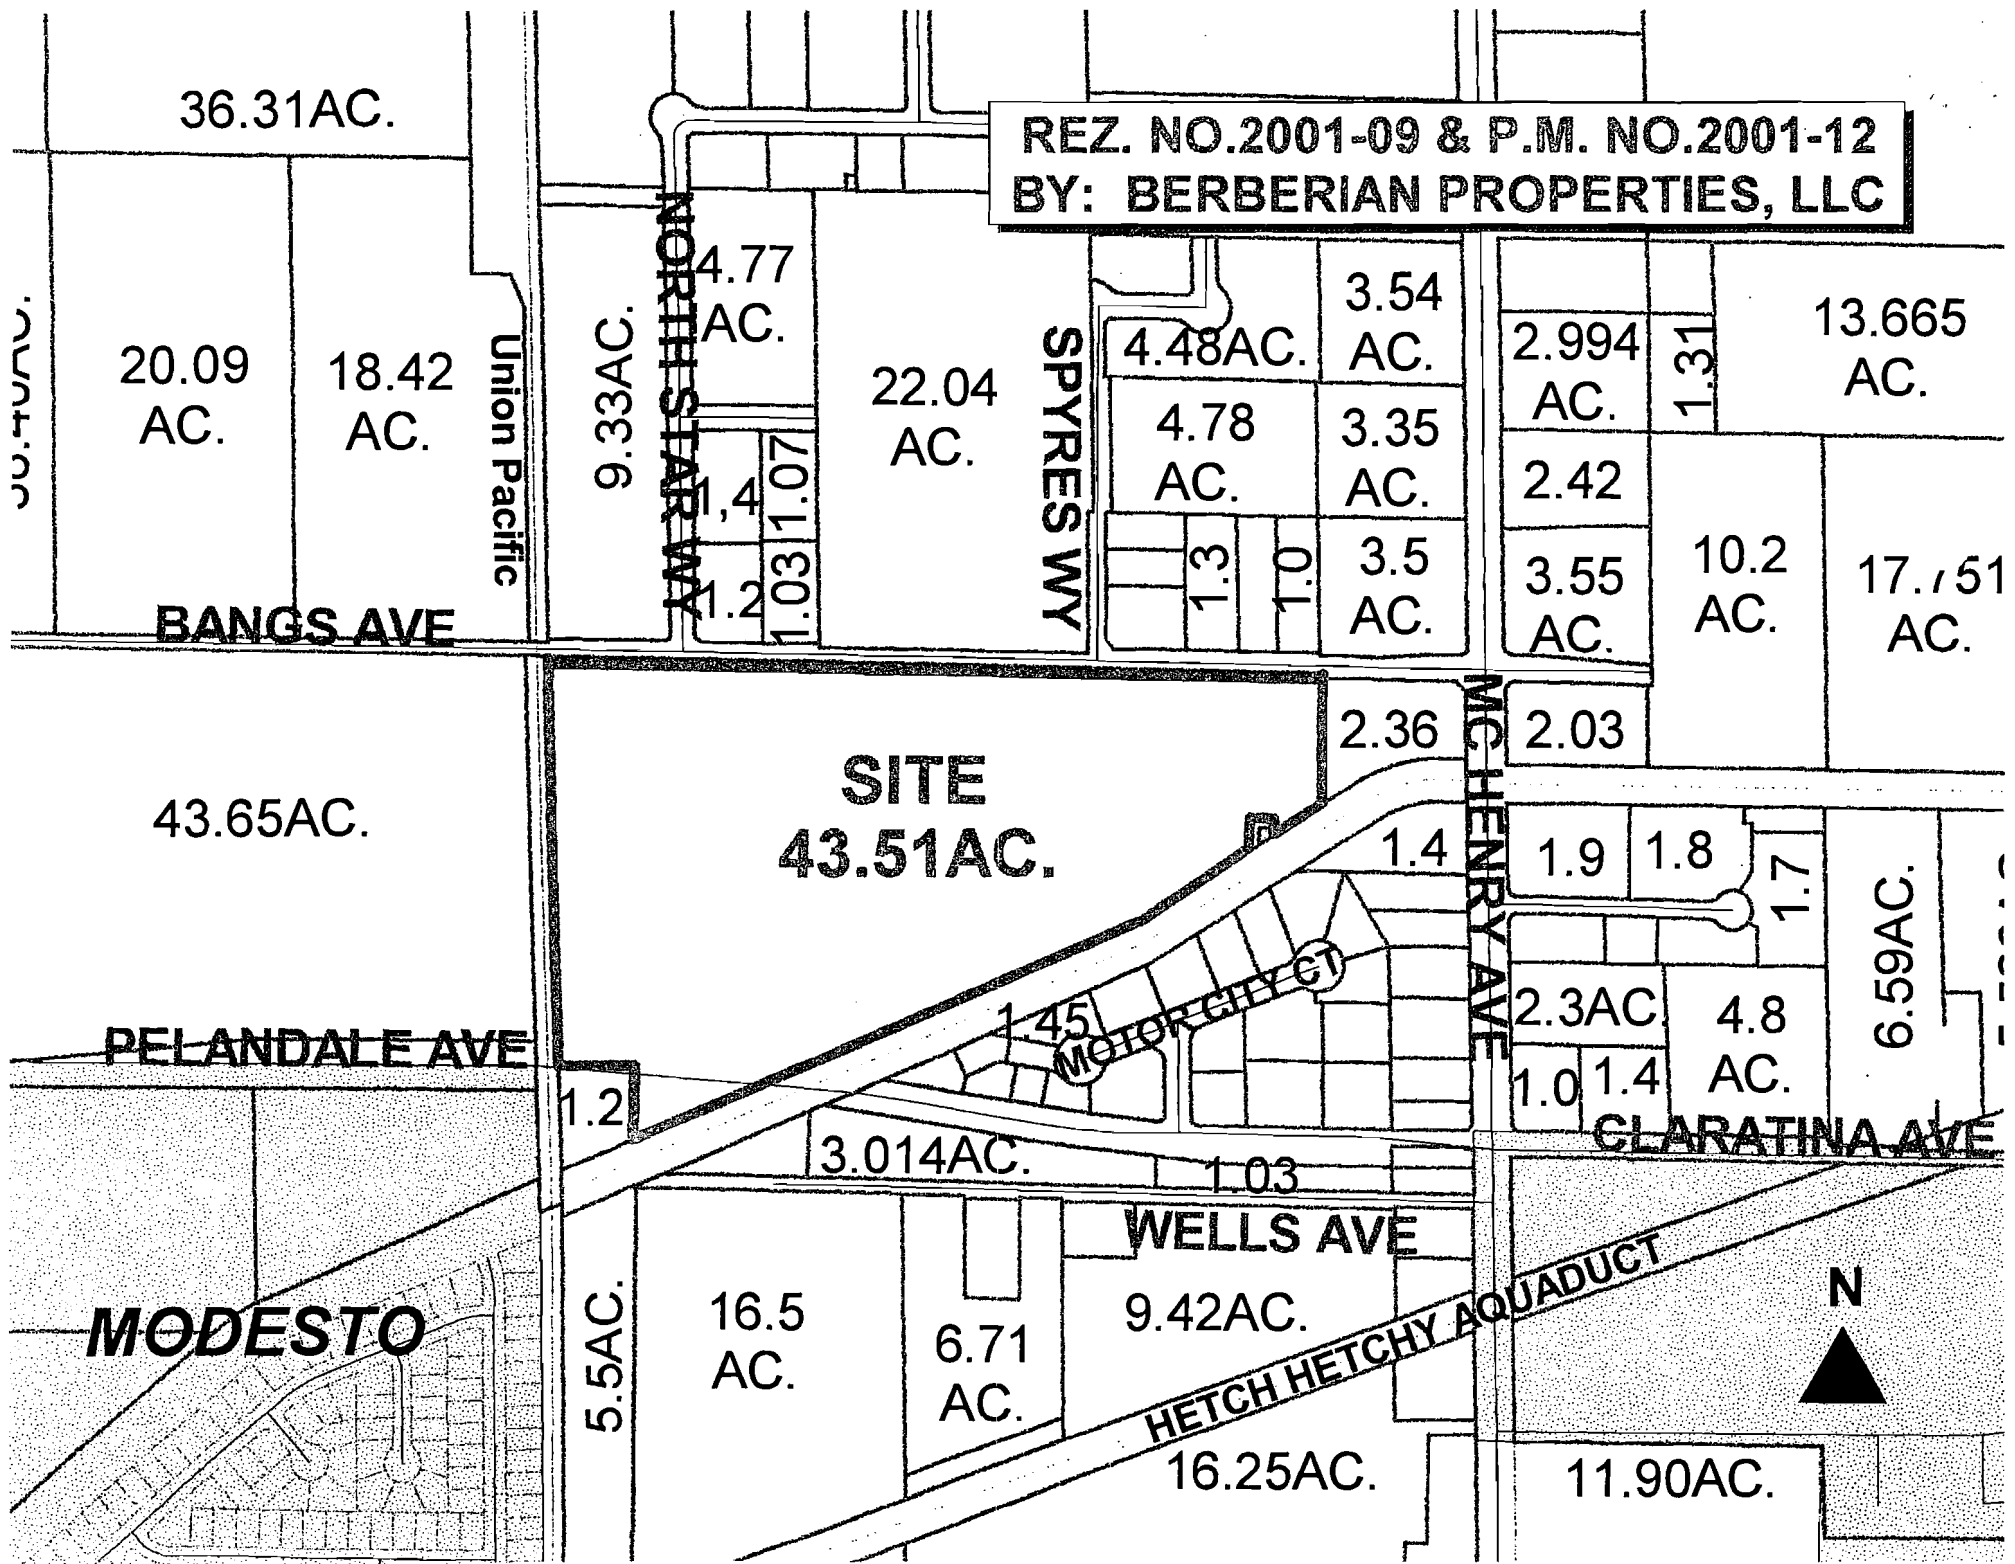 36.31AC.
REZ. NO.2001-09 & P.M. NO.2001-12
BY: BERBERIAN PROPERTIES, LLC
20.09
AC.
18.42
AC.
Union Pacific
9.33AC.
NORTH STAR WY
4.77
AC.
1,4
1.07
1.2
1.03
22.04
AC.
SPYRES WY
4.48AC.
3.54
AC.
4.78
AC.
3.35
AC.
1.3
1.0
3.5
AC.
2.994
AC.
1.31
13.665
AC.
2.42
3.55
AC.
10.2
AC.
AC.
BANGS AVE
43.65AC.
SITE
43.51AC.
2.36
MC HENRY AVE
2.03
1.4
1.9
1.8
1.7
6.59AC.
1.45
MOTOR CITY CT
2.3AC
4.8
AC.
1.0
1.4
PELANDALE AVE
1.2
CLARATINA AVE
3.014AC.
1.03
WELLS AVE
MODESTO
5.5AC.
16.5
AC.
6.71
AC.
9.42AC.
HETCH HETCHY AQUADUCT
N
16.25AC.
11.90AC.